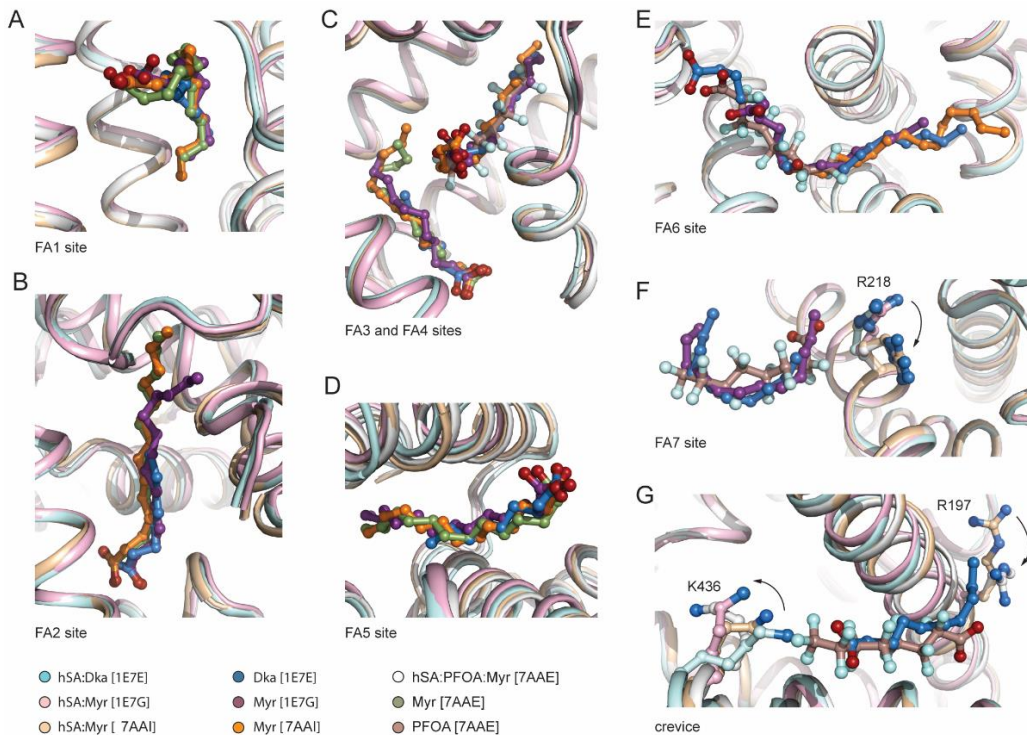 A
FA1 site
B
FA2 site
C
FA3 and FA4 sites
D
FA5 site
E
FA6 site
F
R218
FA7 site
G
R197
K436
crevice
hSA:Dka [1E7E]
hSA:Myr [1E7G]
hSA:Myr [ 7AAI]
Dka [1E7E]
Myr [1E7G]
Myr [7AAI]
hSA:PFOA:Myr [7AAE]
Myr [7AAE]
PFOA [7AAE]